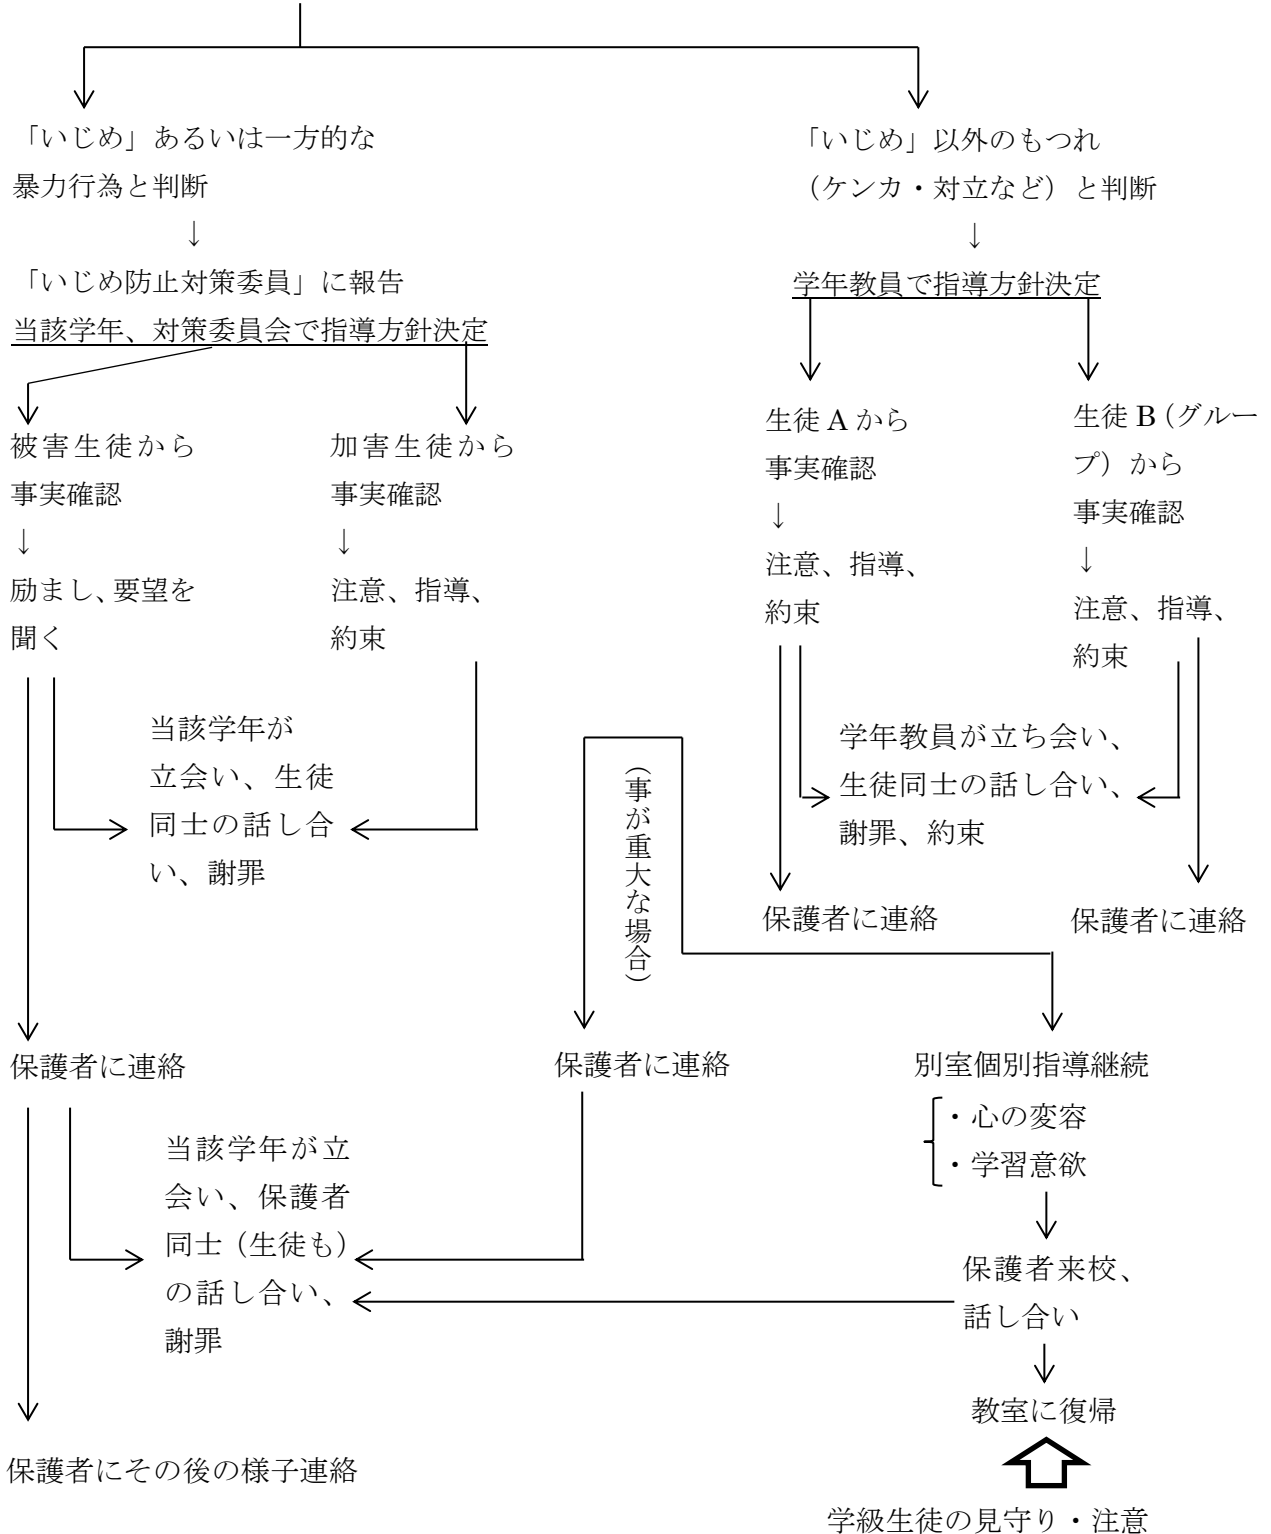 「いじめ」あるいは一方的な
暴力行為と判断
↓
「いじめ防止対策委員」に報告
当該学年、対策委員会で指導方針決定
「いじめ」以外のもつれ
（ケンカ・対立など）と判断
↓
学年教員で指導方針決定
被害生徒から
事実確認
↓
励まし、要望を
聞く
加害生徒から
事実確認
↓
注意、指導、
約束
生徒 A から
事実確認
↓
注意、指導、
約束
生徒 B（グルー
プ）から
事実確認
↓
注意、指導、
約束
当該学年が
立会い、生徒
同士の話し合
い、謝罪
（事が重大な場合）
学年教員が立ち会い、
生徒同士の話し合い、
謝罪、約束
保護者に連絡
保護者に連絡
保護者に連絡
保護者に連絡
別室個別指導継続
・心の変容
・学習意欲
当該学年が立
会い、保護者
同士（生徒も）
の話し合い、
謝罪
保護者来校、
話し合い
教室に復帰
保護者にその後の様子連絡
学級生徒の見守り・注意